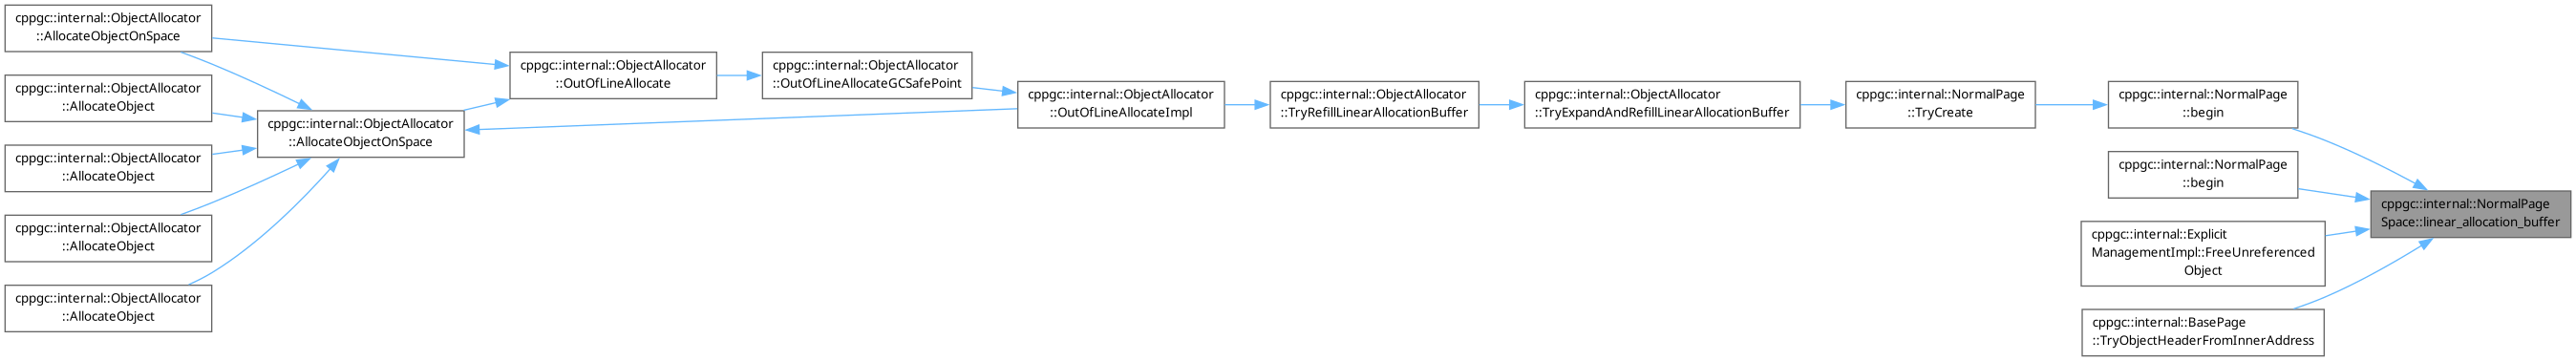 cppgc::internal::ObjectAllocator
::AllocateObjectOnSpace
cppgc::internal::ObjectAllocator
::AllocateObject
cppgc::internal::ObjectAllocator
::AllocateObject
cppgc::internal::ObjectAllocator
::AllocateObject
cppgc::internal::ObjectAllocator
::AllocateObject
cppgc::internal::ObjectAllocator
::AllocateObjectOnSpace
cppgc::internal::ObjectAllocator
::OutOfLineAllocate
cppgc::internal::ObjectAllocator
::OutOfLineAllocateGCSafePoint
cppgc::internal::ObjectAllocator
::OutOfLineAllocateImpl
cppgc::internal::ObjectAllocator
::TryRefillLinearAllocationBuffer
cppgc::internal::ObjectAllocator
::TryExpandAndRefillLinearAllocationBuffer
cppgc::internal::NormalPage
::TryCreate
cppgc::internal::NormalPage
::begin
cppgc::internal::NormalPage
::begin
cppgc::internal::Explicit
ManagementImpl::FreeUnreferenced
Object
cppgc::internal::BasePage
::TryObjectHeaderFromInnerAddress
cppgc::internal::NormalPage
Space::linear_allocation_buffer